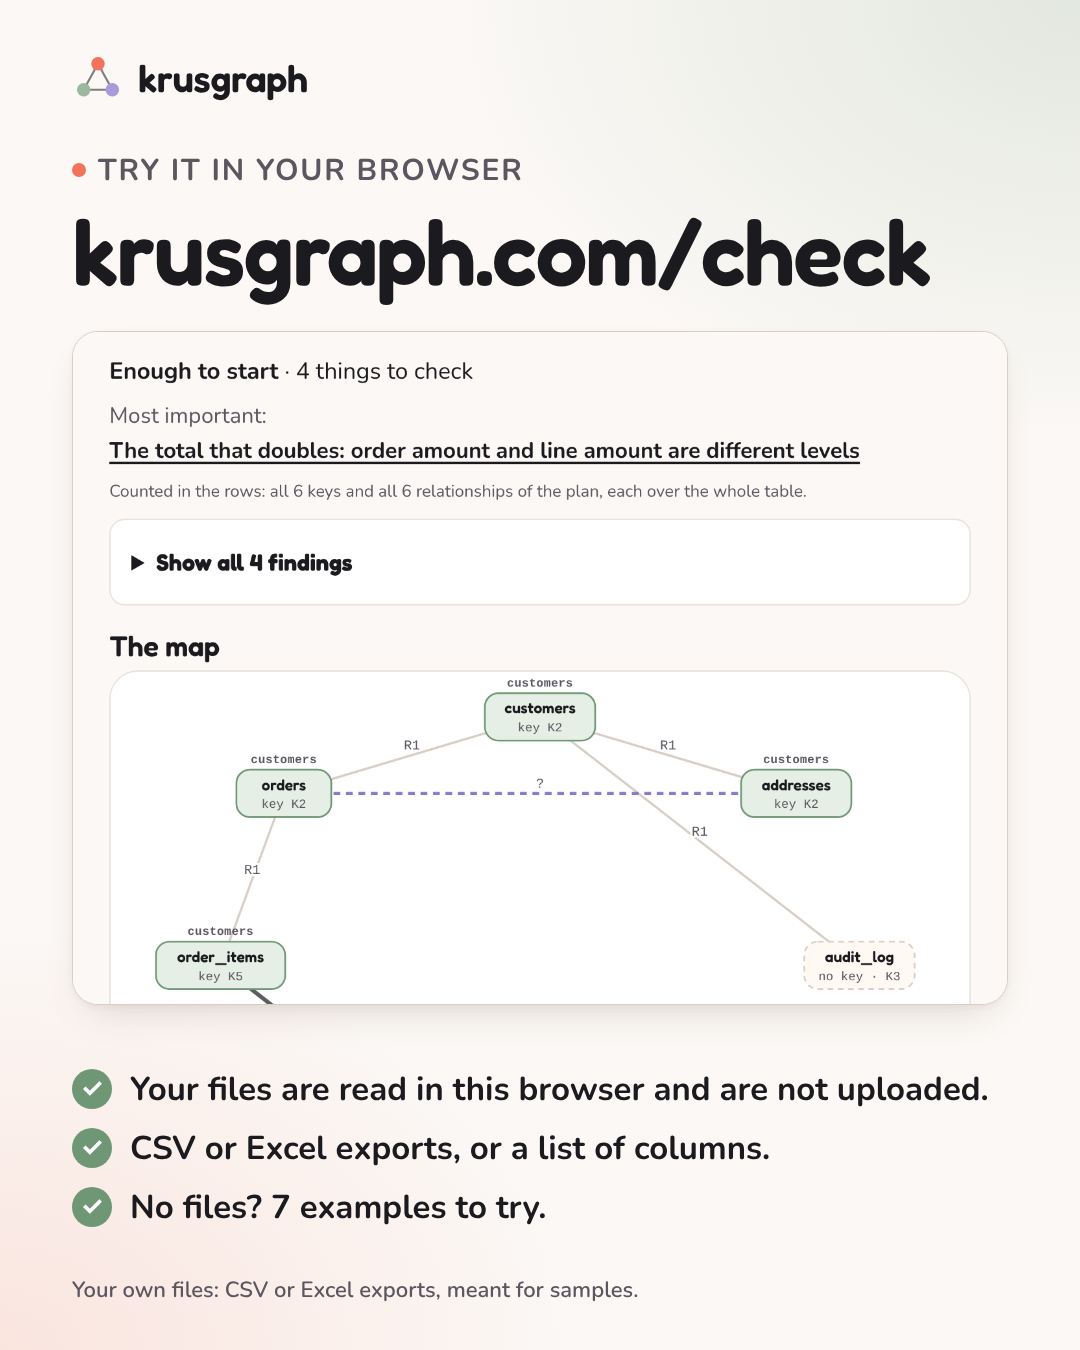 krusgraph
TRY IT IN YOUR BROWSER
krusgraph.com/check
Enough to start · 4 things to check
Most important:
The total that doubles: order amount and line amount are different levels
Counted in the rows: all 6 keys and all 6 relationships of the plan, each over the whole table.
Show all 4 findings
The map
customers
customers
key K2
R1
R1
customers
orders
key K2
?
customers
addresses
key K2
R1
R1
customers
order_items
key K5
audit_log
no key · K3
Your files are read in this browser and are not uploaded.
CSV or Excel exports, or a list of columns.
No files? 7 examples to try.
Your own files: CSV or Excel exports, meant for samples.